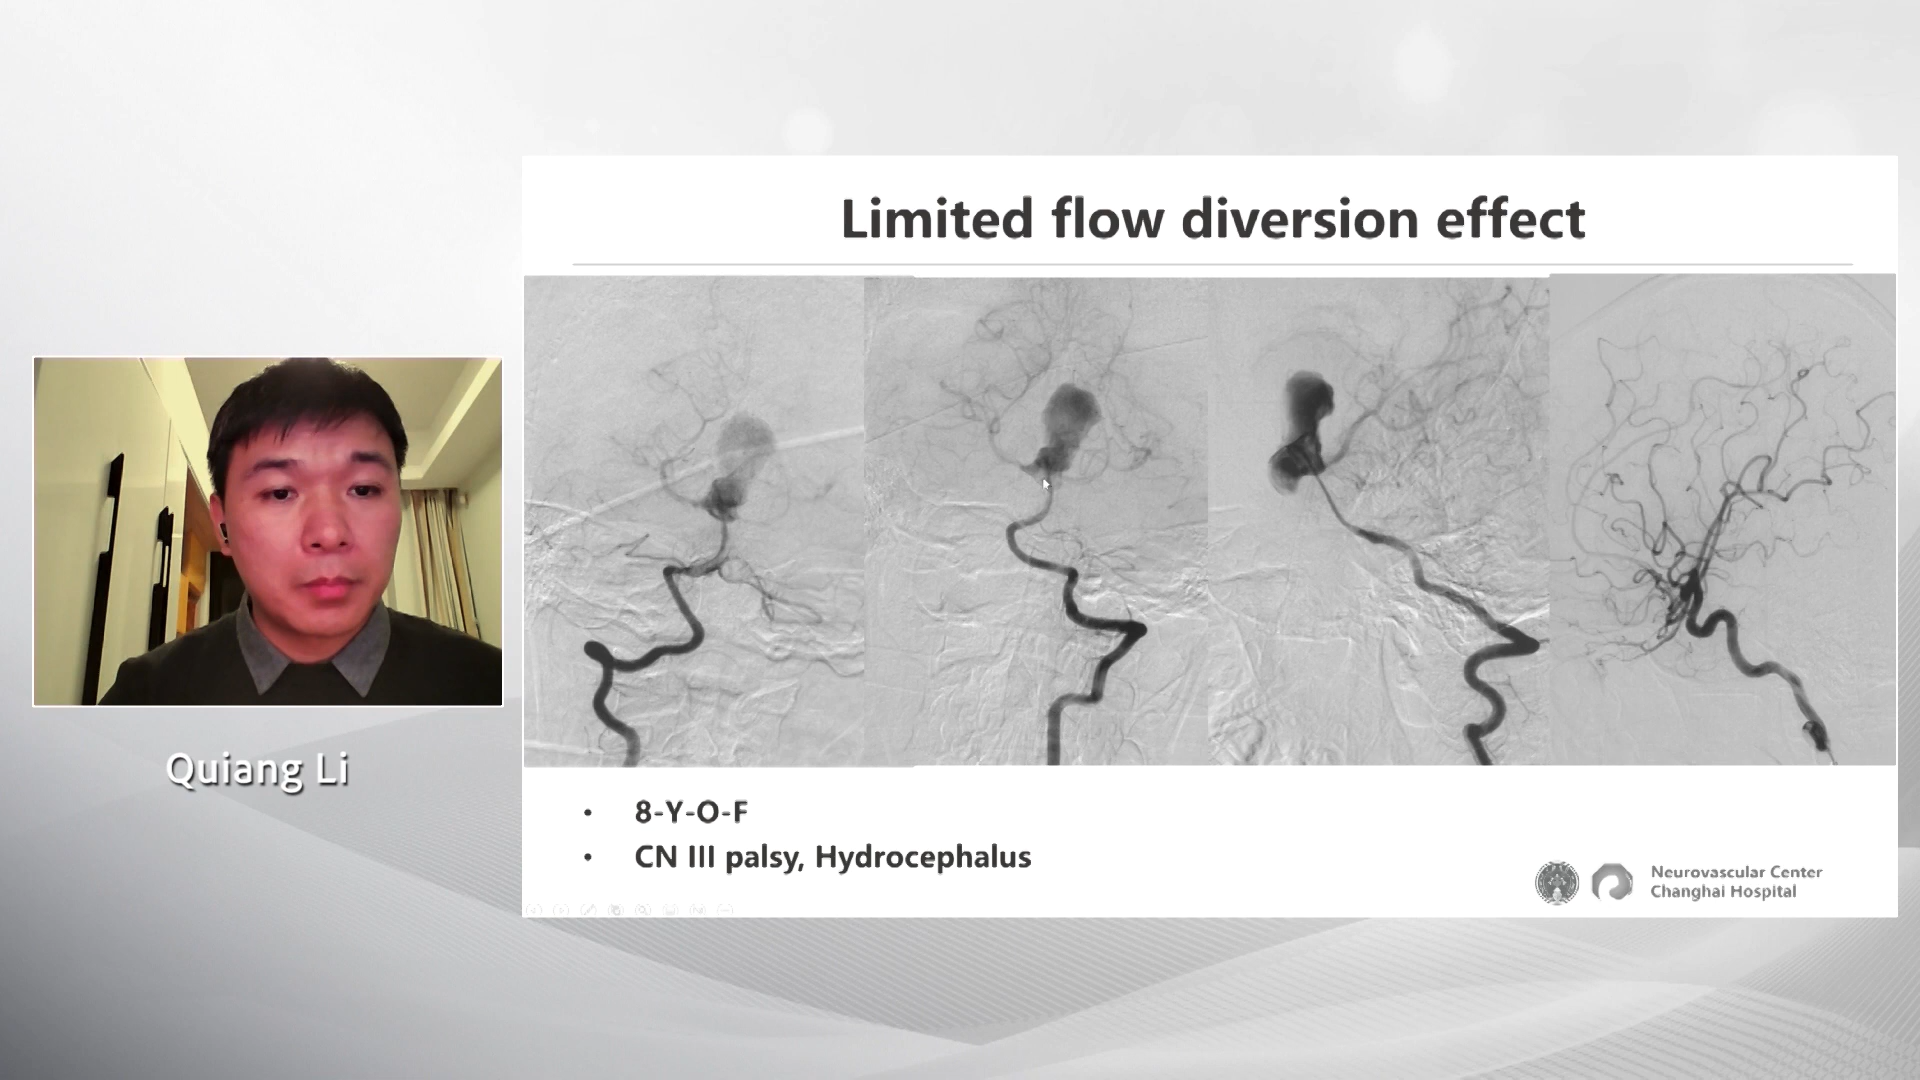 Limited flow diversion effect
Quiang Li
• 8-Y-O-F
• CN III palsy, Hydrocephalus
Neurovascular Center
Changhai Hospital